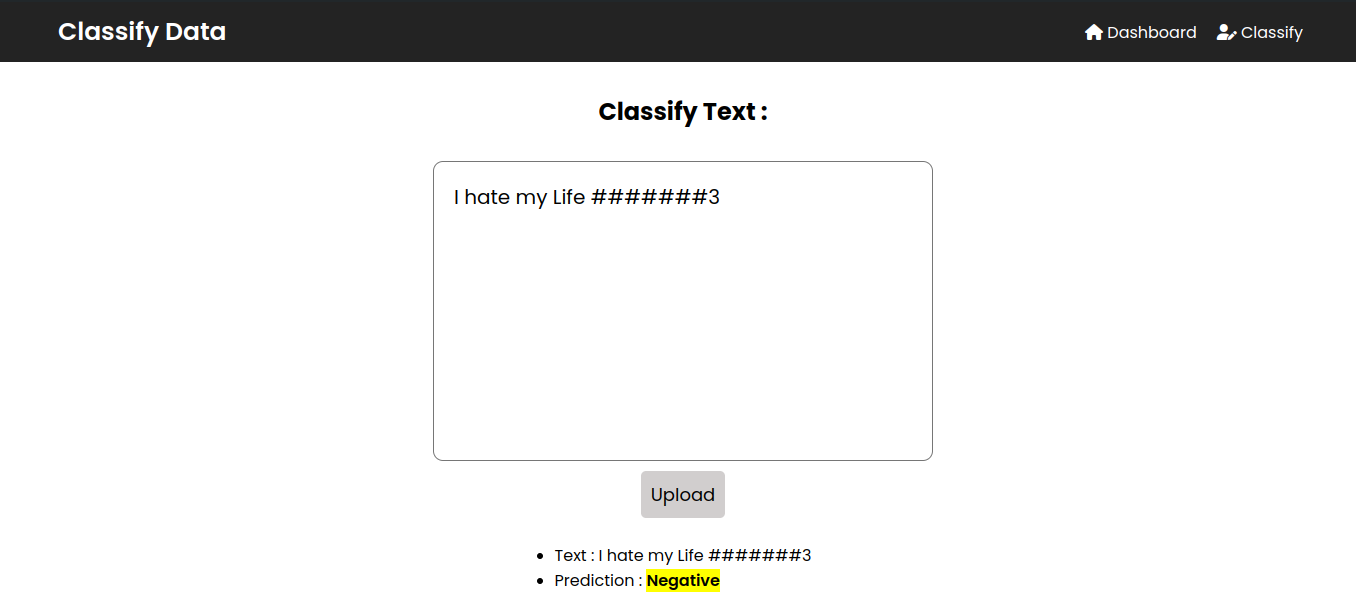 Classify Data
Dashboard
Classify
Classify Text :
I hate my Life #######3
Upload
Text : I hate my Life #######3
Prediction : Negative